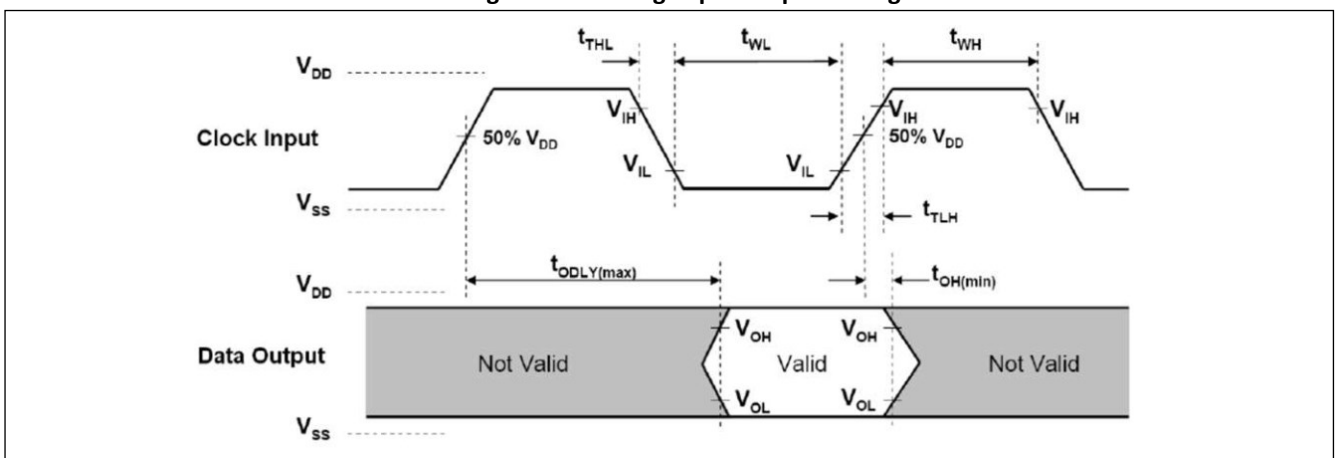 t_THL t_WL t_WH
V_DD
V_IH V_IH V_IH
Clock Input 50% V_DD 50% V_DD
V_IL V_IL
V_SS
t_TLH
t_ODLY(max) t_OH(min)
V_DD
V_OH V_OH
Data Output Not Valid Valid Not Valid
V_OL V_OL
V_SS